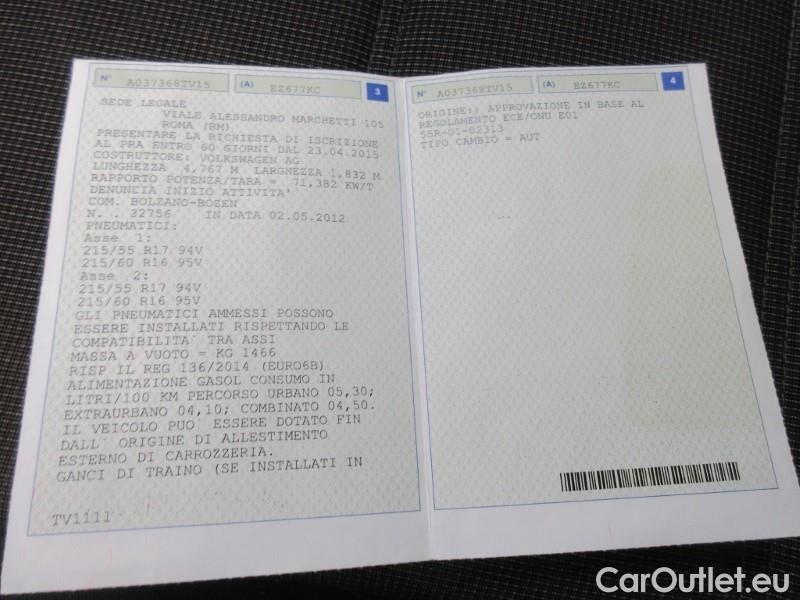 N° A037368TV15 (A) EZ677KC 3
SEDE LEGALE
VIALE ALESSANDRO MARCHETTI 105
ROMA (RM)
PRESENTARE LA RICHIESTA DI ISCRIZIONE
AL PRA ENTRO 60 GIORNI DAL 23.04.2015
COSTRUTTORE: VOLKSWAGEN AG
LUNGHEZZA 4,767 M LARGHEZZA 1,832 M
RAPPORTO POTENZA/TARA = 71,382 KW/T
DENUNCIA INIZIO ATTIVITA'
COM. BOLZANO-BOZEN
N. . 32756 IN DATA 02.05.2012
PNEUMATICI:
Asse 1:
215/55 R17 94V
215/60 R16 95V
Asse 2:
215/55 R17 94V
215/60 R16 95V
GLI PNEUMATICI AMMESSI POSSONO
ESSERE INSTALLATI RISPETTANDO LE
COMPATIBILITA` TRA ASSI
MASSA A VUOTO = KG 1466
RISP IL REG 136/2014 (EURO6B)
ALIMENTAZIONE GASOL CONSUMO IN
LITRI/100 KM PERCORSO URBANO 05,30;
EXTRAURBANO 04,10; COMBINATO 04,50.
IL VEICOLO PUO` ESSERE DOTATO FIN
DALL` ORIGINE DI ALLESTIMENTO
ESTERNO DI CARROZZERIA.
GANCI DI TRAINO (SE INSTALLATI IN
TV1111
N° A037368TV15 (A) EZ677KC 4
ORIGINE:) APPROVAZIONE IN BASE AL
REGOLAMENTO ECE/ONU E01
55R-01-02313
TIPO CAMBIO = AUT
CarOutlet.eu